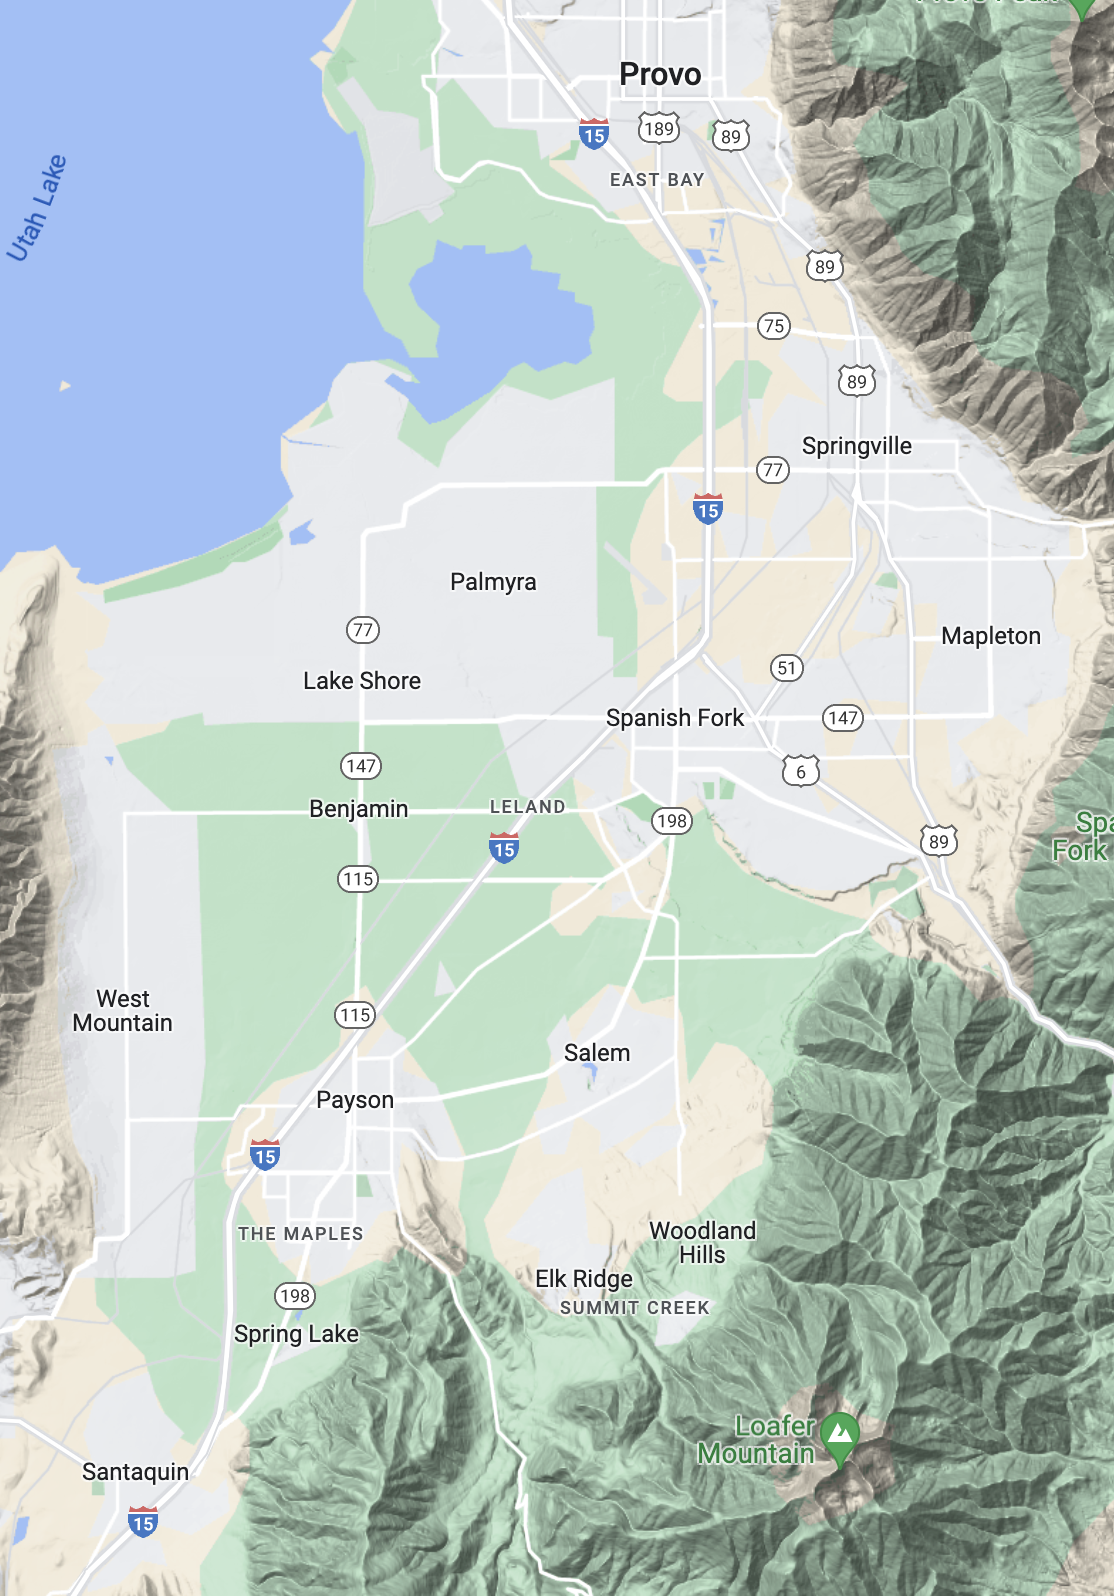 Provo
15
189
89
EAST BAY
Utah Lake
89
75
89
Springville
77
15
Palmyra
77
Mapleton
51
Lake Shore
Spanish Fork
147
147
6
Benjamin
LELAND
198
Spa
Fork
89
15
115
West
Mountain
115
Salem
Payson
15
THE MAPLES
Woodland
Hills
Elk Ridge
198
SUMMIT CREEK
Spring Lake
Loafer
Mountain
Santaquin
15